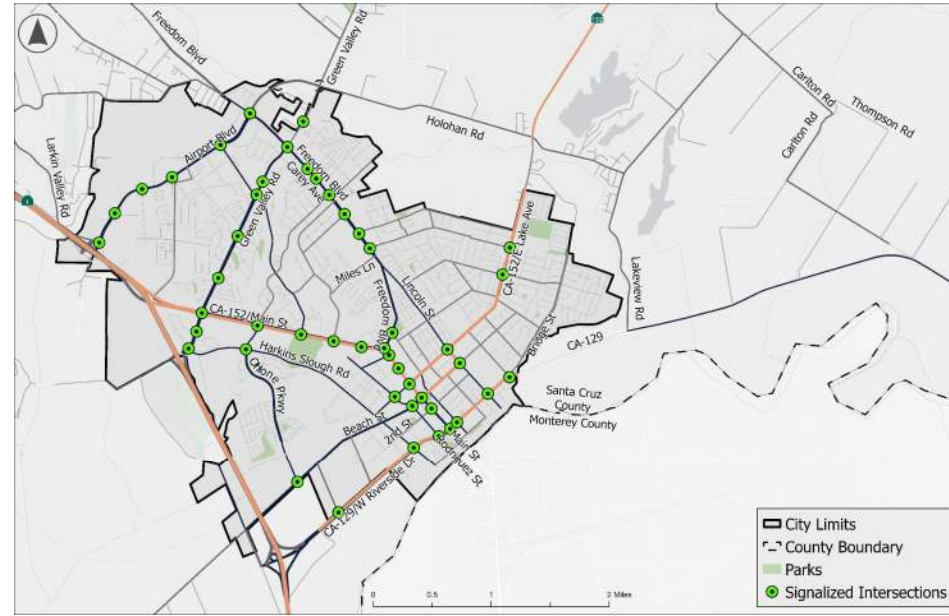 Freedom Blvd
Green Valley Rd
152
Carlton Rd
Thompson Rd
Holohan Rd
Carlton Rd
Airport Blvd
Larkin Valley Rd
Freedom Blvd
Carey Ave
Green Valley Rd
1
CA-152/E Lake Ave
Miles Ln
Lincoln St
Freedom Blvd
Lakeview Rd
CA-152/Main St
Bridge St
CA-129
Harkins Slough Rd
Ohlone Pkwy
Santa Cruz
County
Monterey County
Beach St
2nd St
Main St
Rodriguez St
CA-129/W Riverside Dr
City Limits
County Boundary
Parks
Signalized Intersections
0 0.5 1 2 Miles